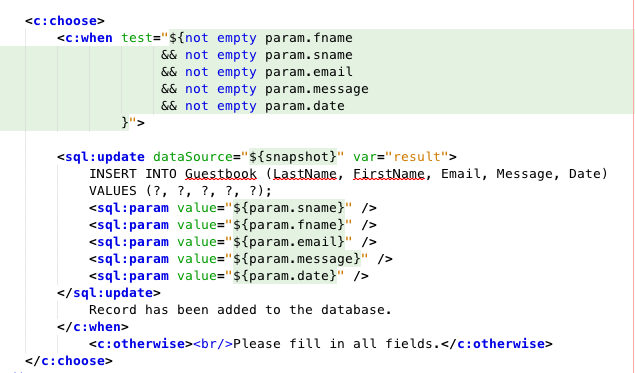 <c:choose>
<c:when test="${not empty param.fname
&& not empty param.sname
&& not empty param.email
&& not empty param.message
&& not empty param.date
}">
<sql:update dataSource="${snapshot}" var="result">
INSERT INTO Guestbook (LastName, FirstName, Email, Message, Date)
VALUES (?, ?, ?, ?, ?);
<sql:param value="${param.sname}" />
<sql:param value="${param.fname}" />
<sql:param value="${param.email}" />
<sql:param value="${param.message}" />
<sql:param value="${param.date}" />
</sql:update>
Record has been added to the database.
</c:when>
<c:otherwise><br/>Please fill in all fields.</c:otherwise>
</c:choose>